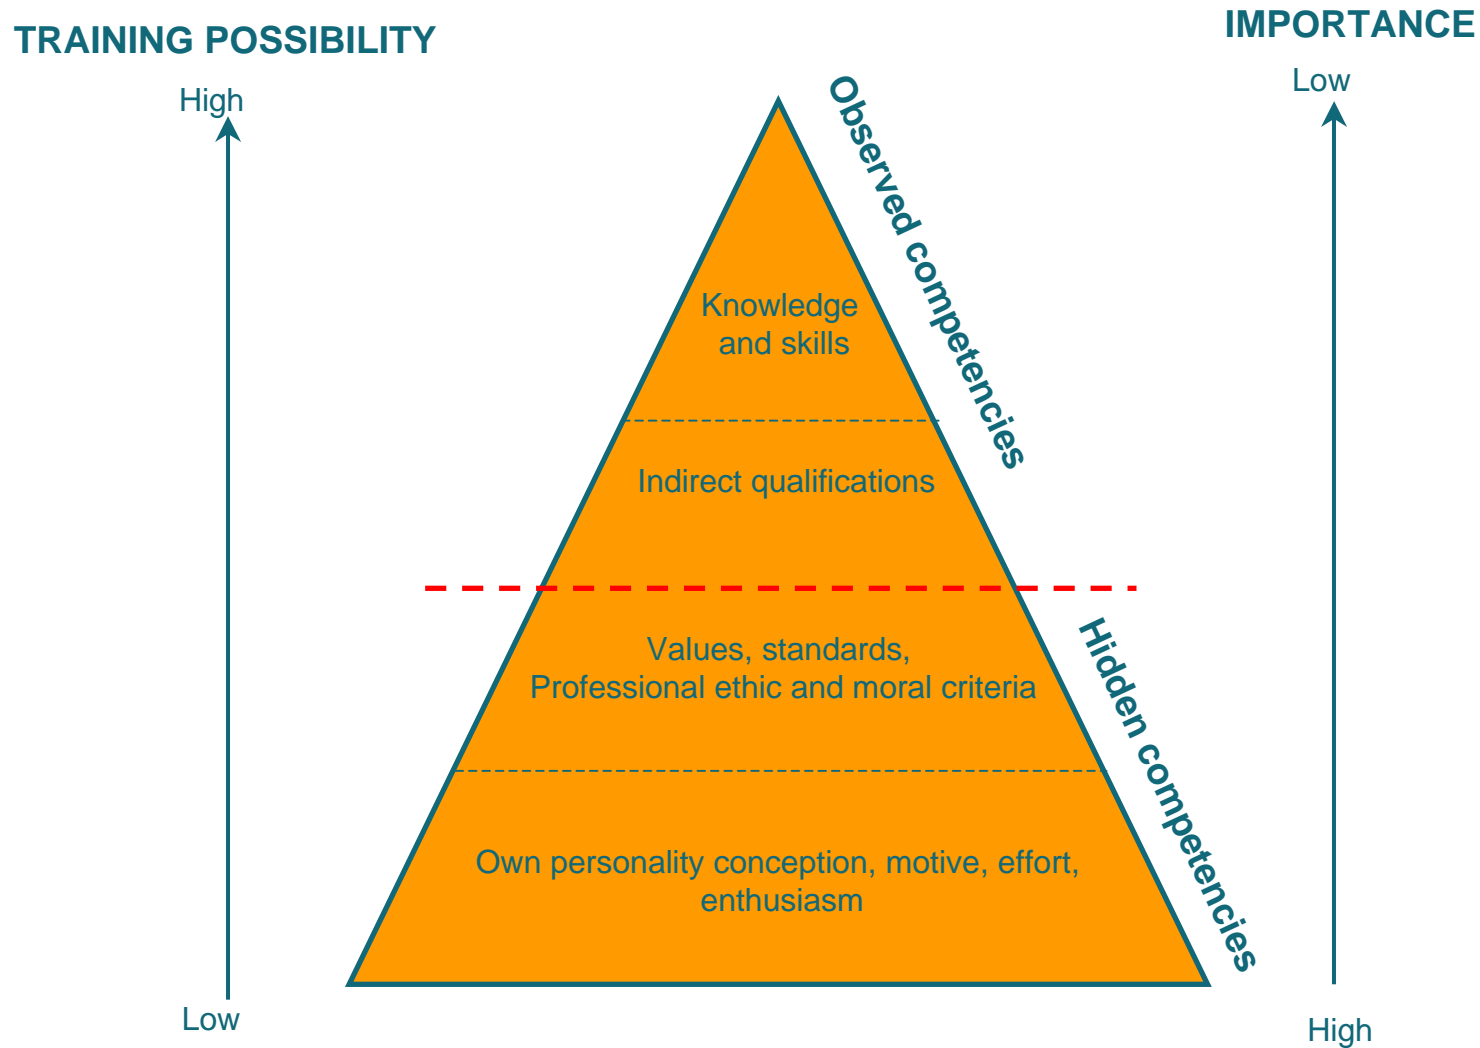 TRAINING POSSIBILITY
IMPORTANCE
High
Low
Observed competencies
Knowledge
and skills
Indirect qualifications
Values, standards,
Professional ethic and moral criteria
Hidden competencies
Own personality conception, motive, effort,
enthusiasm
Low
High